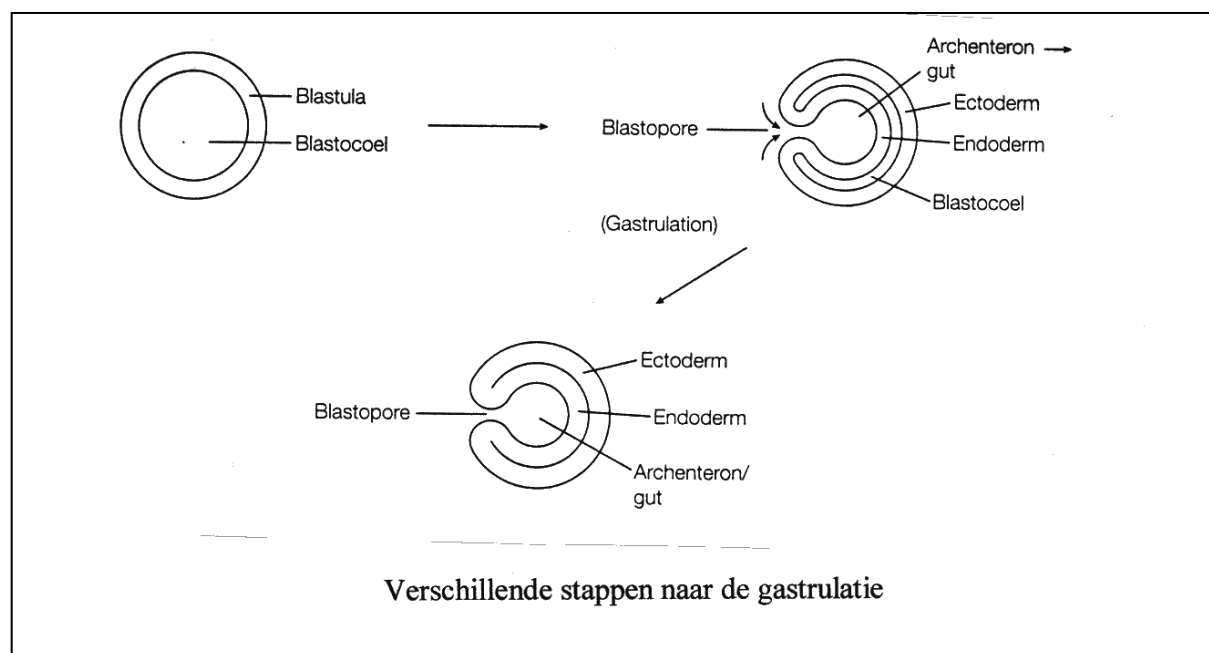 Blastula
Blastocoel
Archenteron
gut
Ectoderm
Blastopore
Endoderm
Blastocoel
(Gastrulation)
Ectoderm
Blastopore
Endoderm
Archenteron/
gut
Verschillende stappen naar de gastrulatie